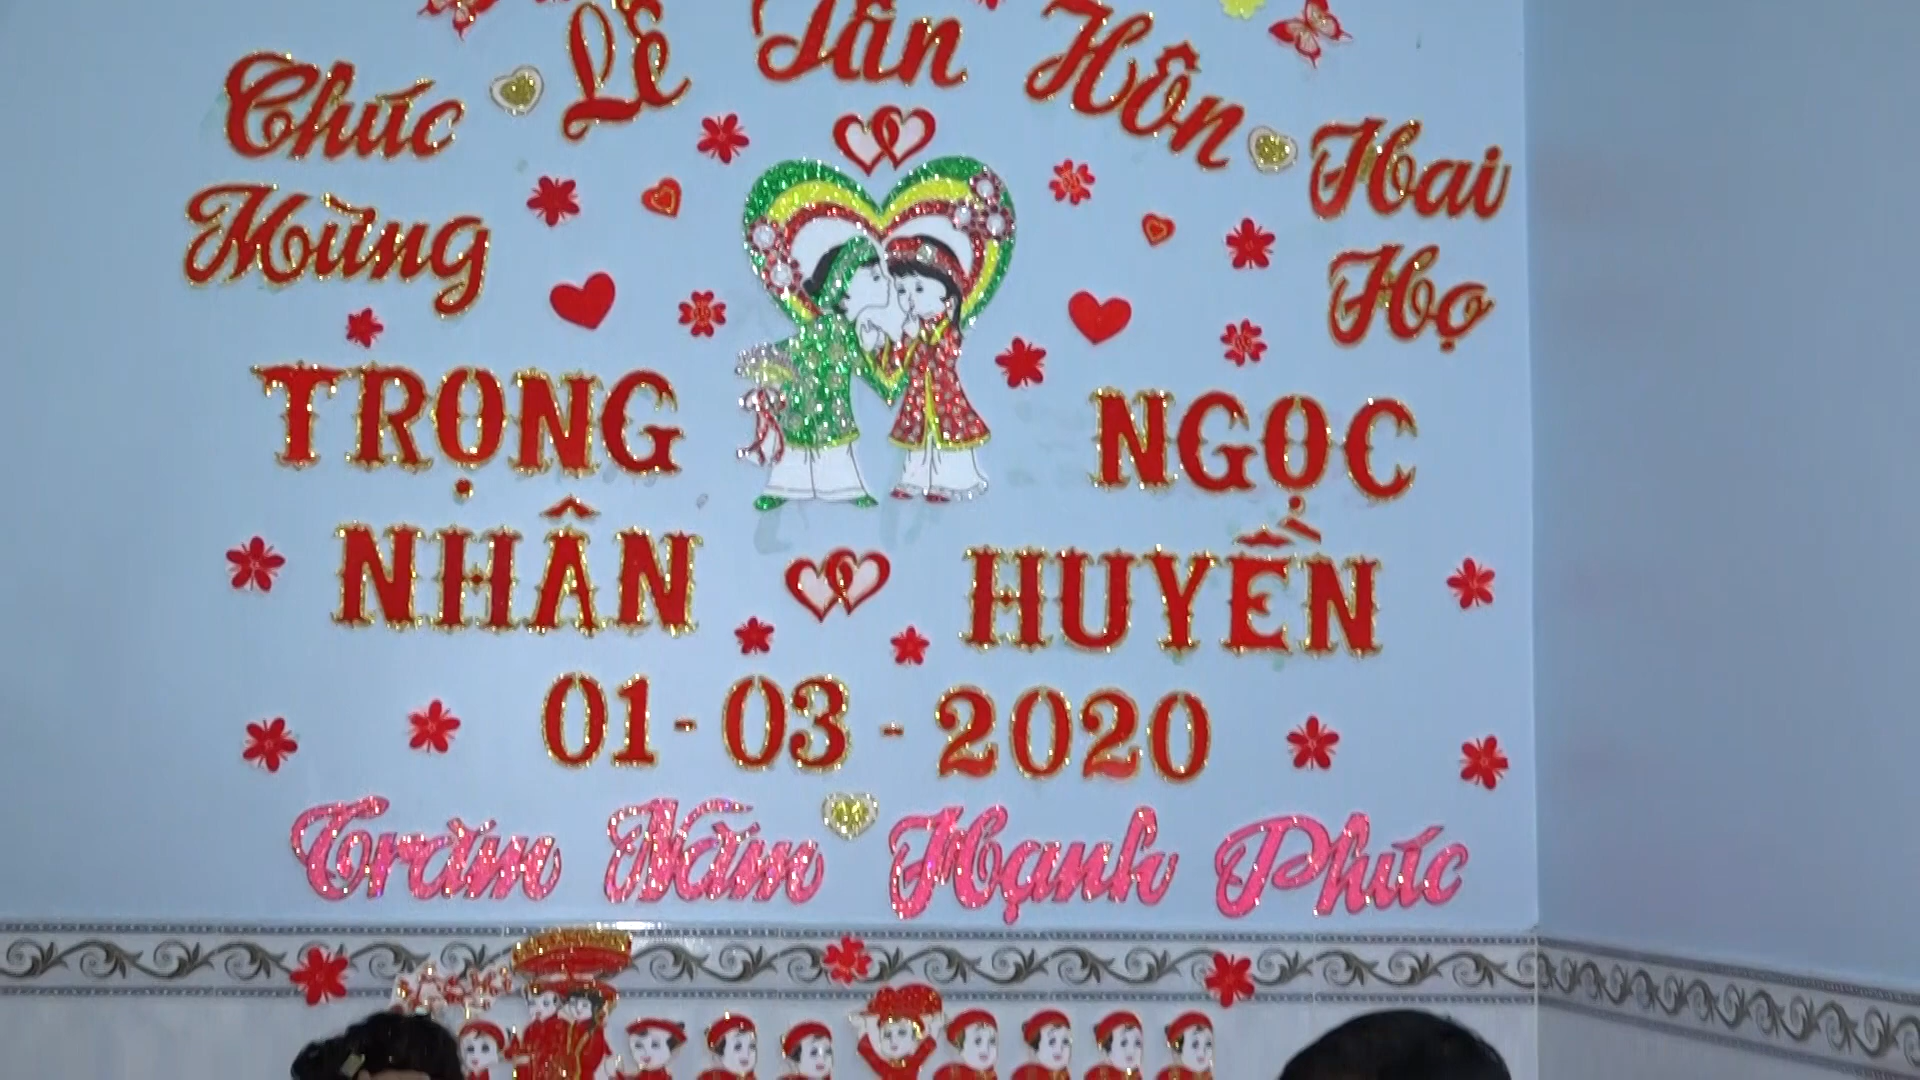 Lễ Tân Hôn
Chúc Mừng
Hai Họ
TRỌNG NHÂN
NGỌC HUYỀN
01-03-2020
Trăm Năm Hạnh Phúc